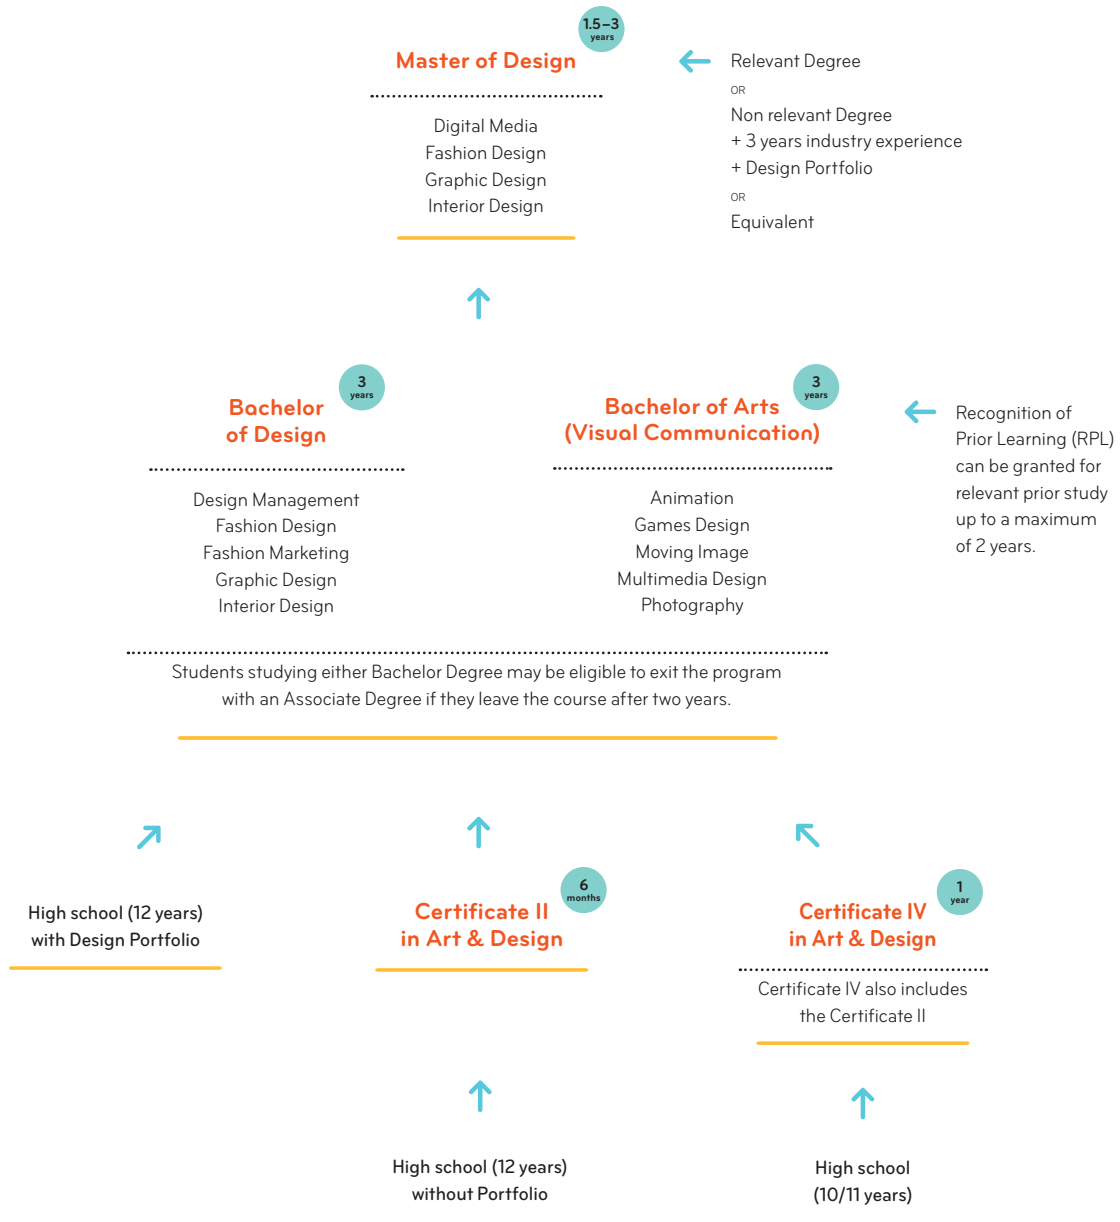 1.5–3
years
Master of Design
Digital Media
Fashion Design
Graphic Design
Interior Design
Relevant Degree
OR
Non relevant Degree
+ 3 years industry experience
+ Design Portfolio
OR
Equivalent
3
years
Bachelor
of Design
Design Management
Fashion Design
Fashion Marketing
Graphic Design
Interior Design
3
years
Bachelor of Arts
(Visual Communication)
Animation
Games Design
Moving Image
Multimedia Design
Photography
Recognition of
Prior Learning (RPL)
can be granted for
relevant prior study
up to a maximum
of 2 years.
Students studying either Bachelor Degree may be eligible to exit the program
with an Associate Degree if they leave the course after two years.
High school (12 years)
with Design Portfolio
6
months
Certificate II
in Art & Design
1
year
Certificate IV
in Art & Design
Certificate IV also includes
the Certificate II
High school (12 years)
without Portfolio
High school
(10/11 years)